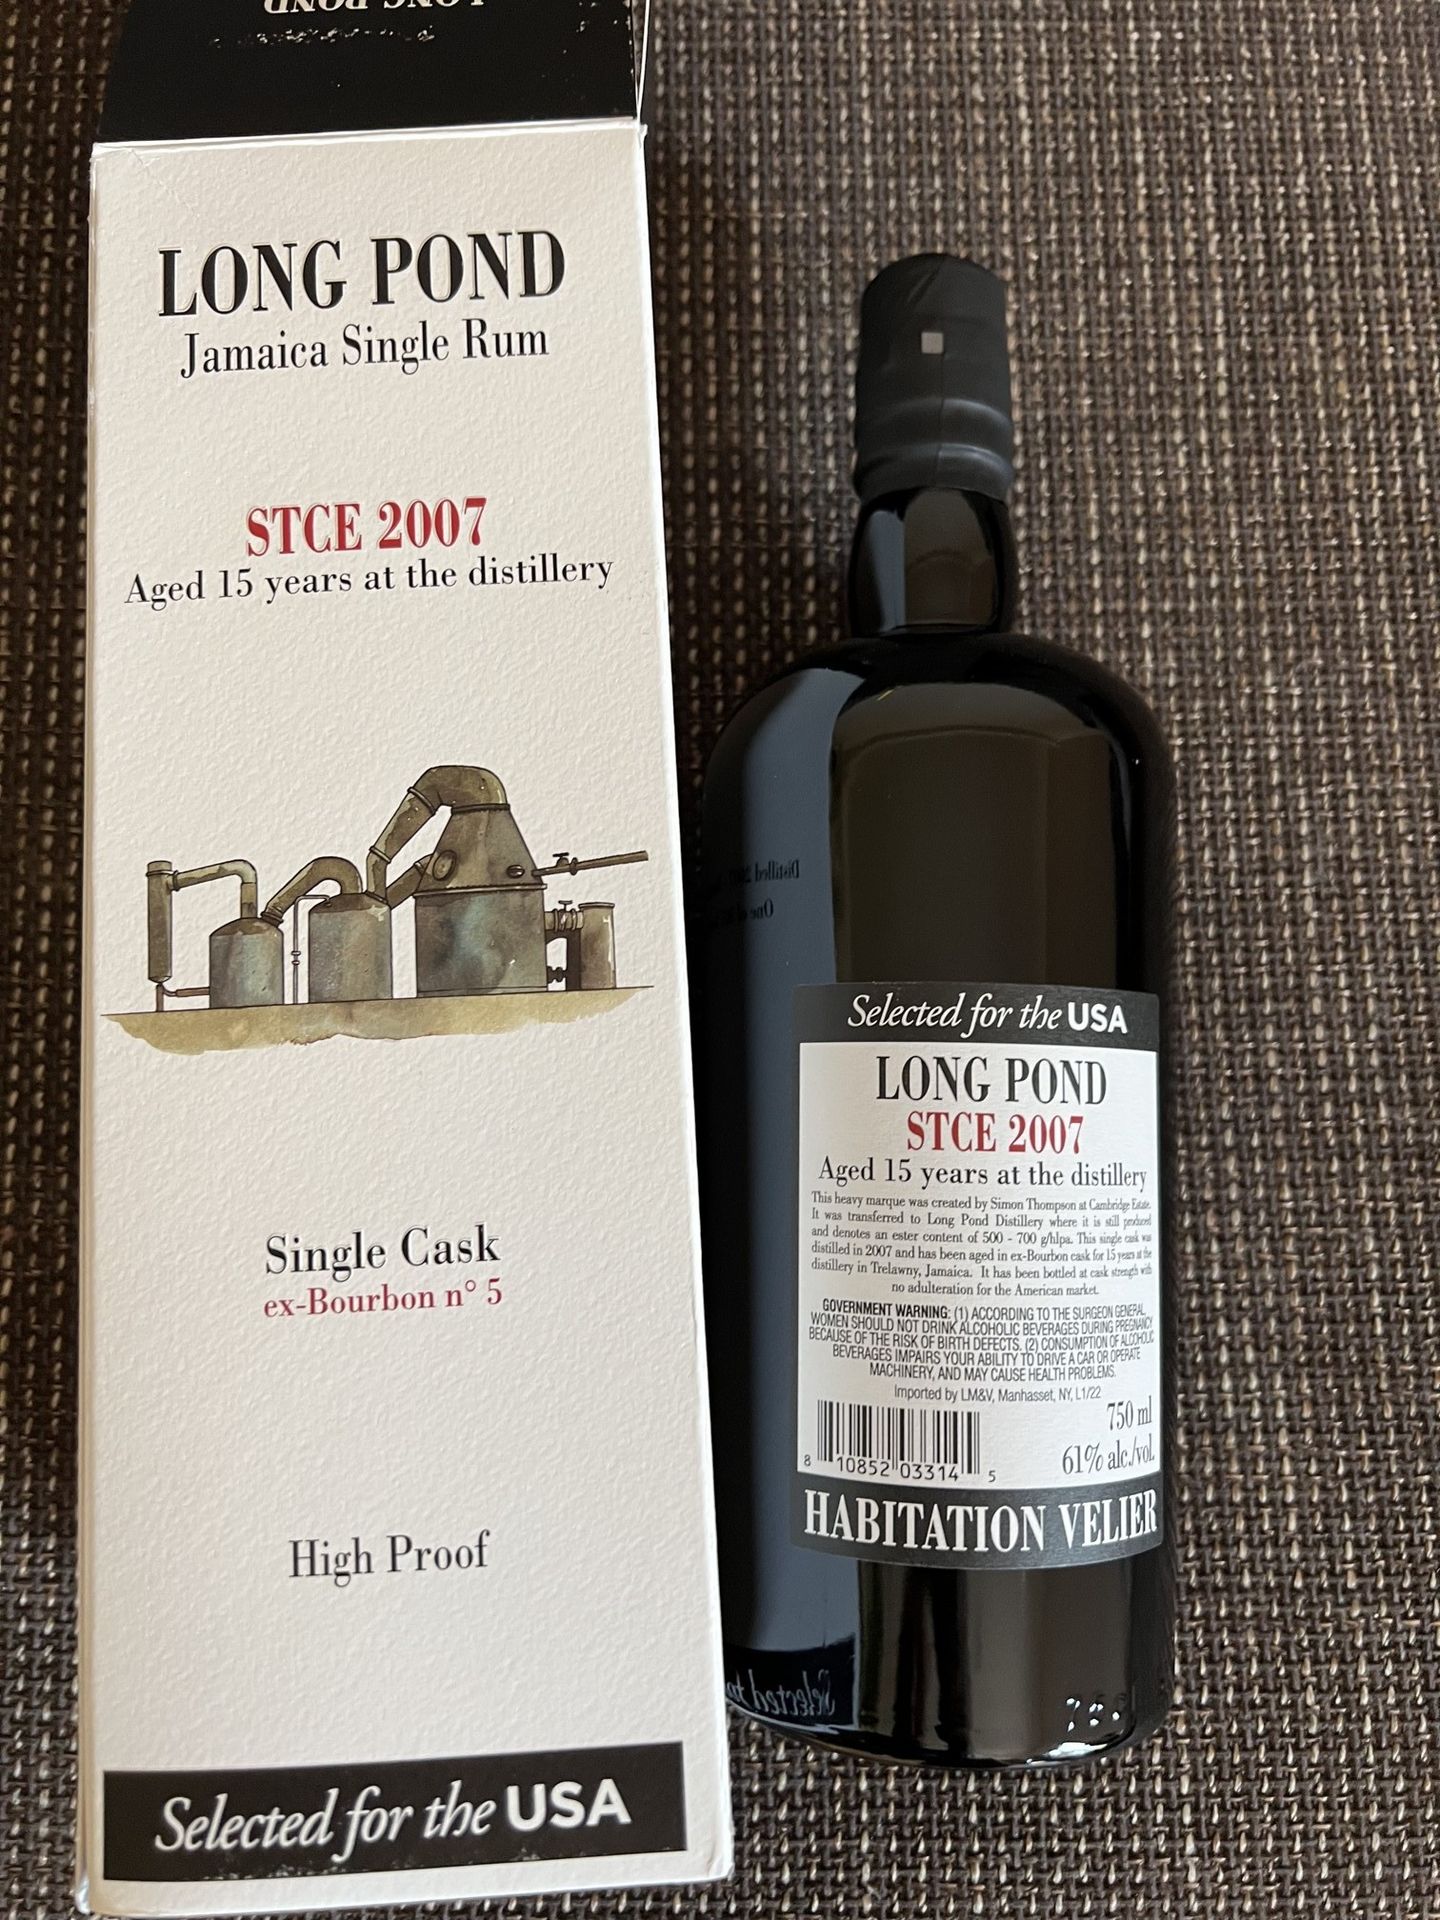 LONG POND
LONG POND
Jamaica Single Rum
STCE 2007
Aged 15 years at the distillery
Single Cask
ex-Bourbon n° 5
High Proof
Selected for the USA
Distilled
One of
Selected for the USA
LONG POND
STCE 2007
Aged 15 years at the distillery
This heavy marque was created by Simon Thompson at Cambridge Estate.
It was transferred to Long Pond Distillery where it is still produced
and denotes an ester content of 500 - 700 g/hlpa. This single cask was
distilled in 2007 and has been aged in ex-Bourbon cask for 15 years at the
distillery in Trelawny, Jamaica. It has been bottled at cask strength with
no adulteration for the American market.
GOVERNMENT WARNING: (1) ACCORDING TO THE SURGEON GENERAL,
WOMEN SHOULD NOT DRINK ALCOHOLIC BEVERAGES DURING PREGNANCY
BECAUSE OF THE RISK OF BIRTH DEFECTS. (2) CONSUMPTION OF ALCOHOLIC
BEVERAGES IMPAIRS YOUR ABILITY TO DRIVE A CAR OR OPERATE
MACHINERY, AND MAY CAUSE HEALTH PROBLEMS.
Imported by LM&V, Manhasset, NY, L1/22
750 ml
61% alc./vol.
8 10852 03314 5
HABITATION VELIER
Selected